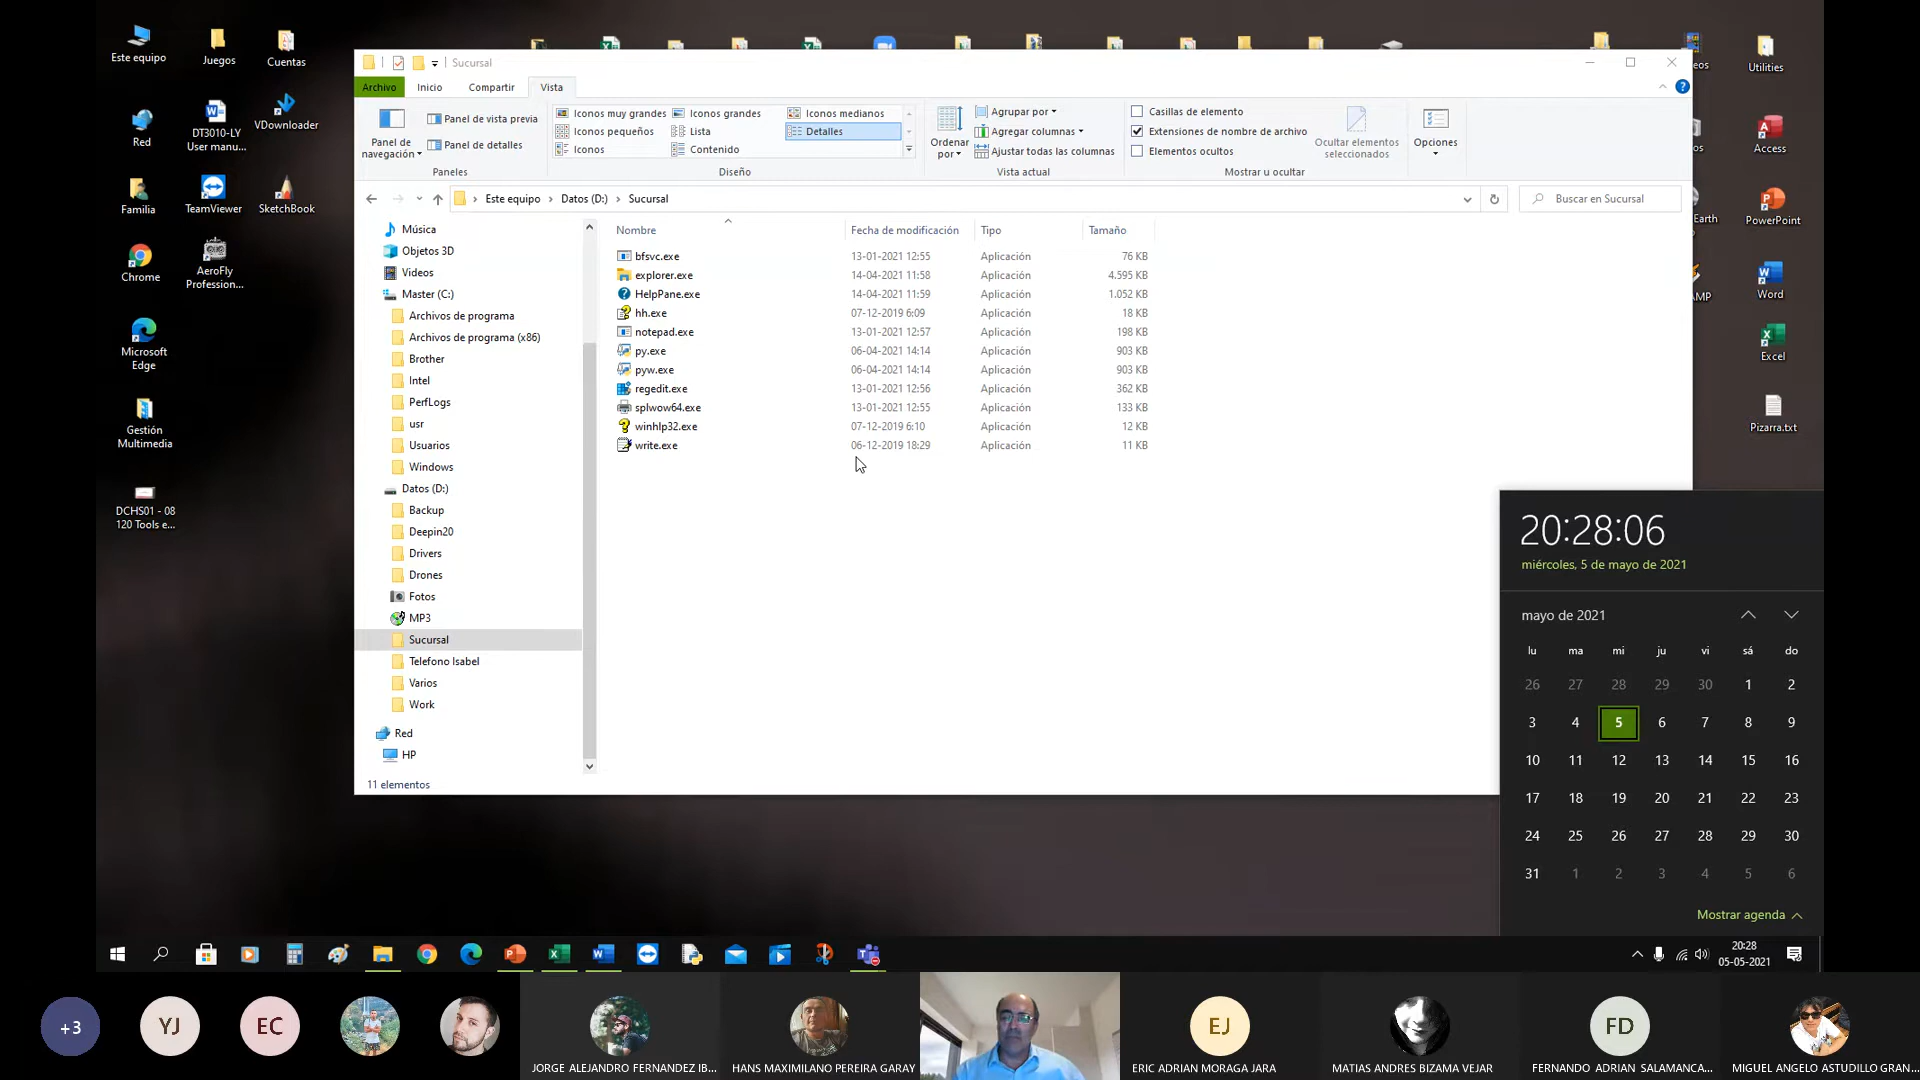 Este equipo
Juegos
Cuentas
Red
DT3010-LY
User manu...
VDownloader
Familia
TeamViewer
SketchBook
Chrome
AeroFly
Profession...
Microsoft
Edge
Gestión
Multimedia
DCHS01 - 08
120 Tools e...
Sucursal
Archivo
Inicio
Compartir
Vista
Panel de
navegación
Panel de vista previa
Panel de detalles
Paneles
Iconos muy grandes
Iconos grandes
Iconos medianos
Iconos pequeños
Lista
Detalles
Iconos
Contenido
Diseño
Ordenar
por
Agrupar por
Agregar columnas
Ajustar todas las columnas
Vista actual
Casillas de elemento
Extensiones de nombre de archivo
Elementos ocultos
Ocultar elementos
seleccionados
Mostrar u ocultar
Opciones
Este equipo > Datos (D:) > Sucursal
Buscar en Sucursal
Música
Objetos 3D
Videos
Master (C:)
Archivos de programa
Archivos de programa (x86)
Brother
Intel
PerfLogs
usr
Usuarios
Windows
Datos (D:)
Backup
Deepin20
Drivers
Drones
Fotos
MP3
Sucursal
Telefono Isabel
Varios
Work
Red
HP
11 elementos
Nombre Fecha de modificación Tipo Tamaño
bfsvc.exe 13-01-2021 12:55 Aplicación 76 KB
explorer.exe 14-04-2021 11:58 Aplicación 4.595 KB
HelpPane.exe 14-04-2021 11:59 Aplicación 1.052 KB
hh.exe 07-12-2019 6:09 Aplicación 18 KB
notepad.exe 13-01-2021 12:57 Aplicación 198 KB
py.exe 06-04-2021 14:14 Aplicación 903 KB
pyw.exe 06-04-2021 14:14 Aplicación 903 KB
regedit.exe 13-01-2021 12:56 Aplicación 362 KB
splwow64.exe 13-01-2021 12:55 Aplicación 133 KB
winhlp32.exe 07-12-2019 6:10 Aplicación 12 KB
write.exe 06-12-2019 18:29 Aplicación 11 KB
eos
Utilities
os
Access
Earth
PowerPoint
AMP
Word
Excel
Pizarra.txt
20:28:06
miércoles, 5 de mayo de 2021
mayo de 2021
lu ma mi ju vi sá do
26 27 28 29 30 1 2
3 4 5 6 7 8 9
10 11 12 13 14 15 16
17 18 19 20 21 22 23
24 25 26 27 28 29 30
31 1 2 3 4 5 6
Mostrar agenda
20:28
05-05-2021
+3
YJ
EC
JORGE ALEJANDRO FERNANDEZ IB...
HANS MAXIMILANO PEREIRA GARAY
EJ
ERIC ADRIAN MORAGA JARA
MATIAS ANDRES BIZAMA VEJAR
FD
FERNANDO ADRIAN SALAMANCA...
MIGUEL ANGELO ASTUDILLO GRAN...